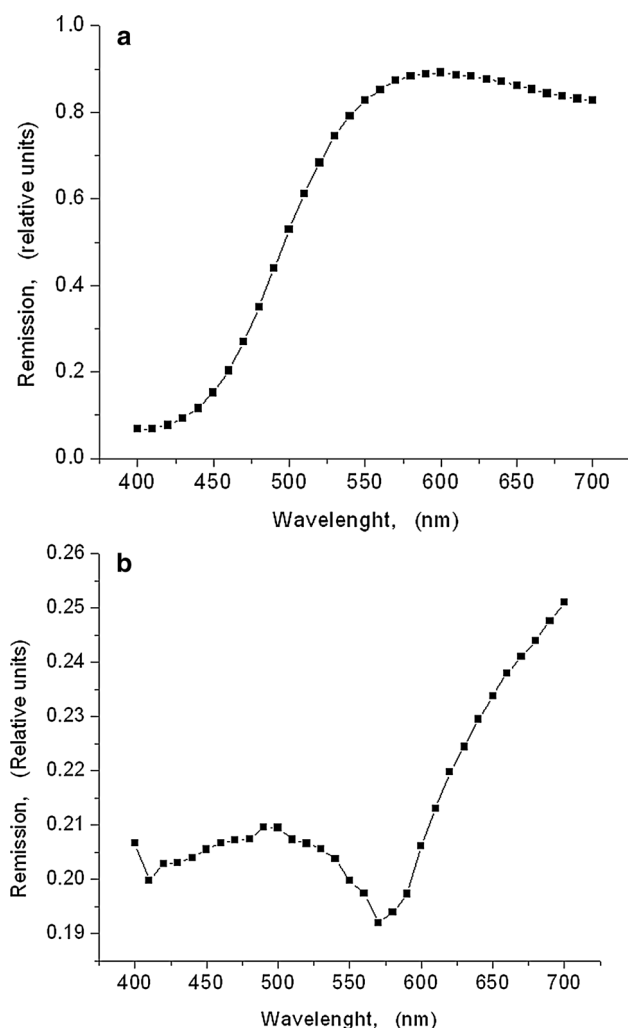 a
1.0
0.8
0.6
0.4
0.2
0.0
Remission, (relative units)
400 450 500 550 600 650 700
Wavelenght, (nm)
b
0.26
0.25
0.24
0.23
0.22
0.21
0.20
0.19
Remission, (Relative units)
400 450 500 550 600 650 700
Wavelenght, (nm)